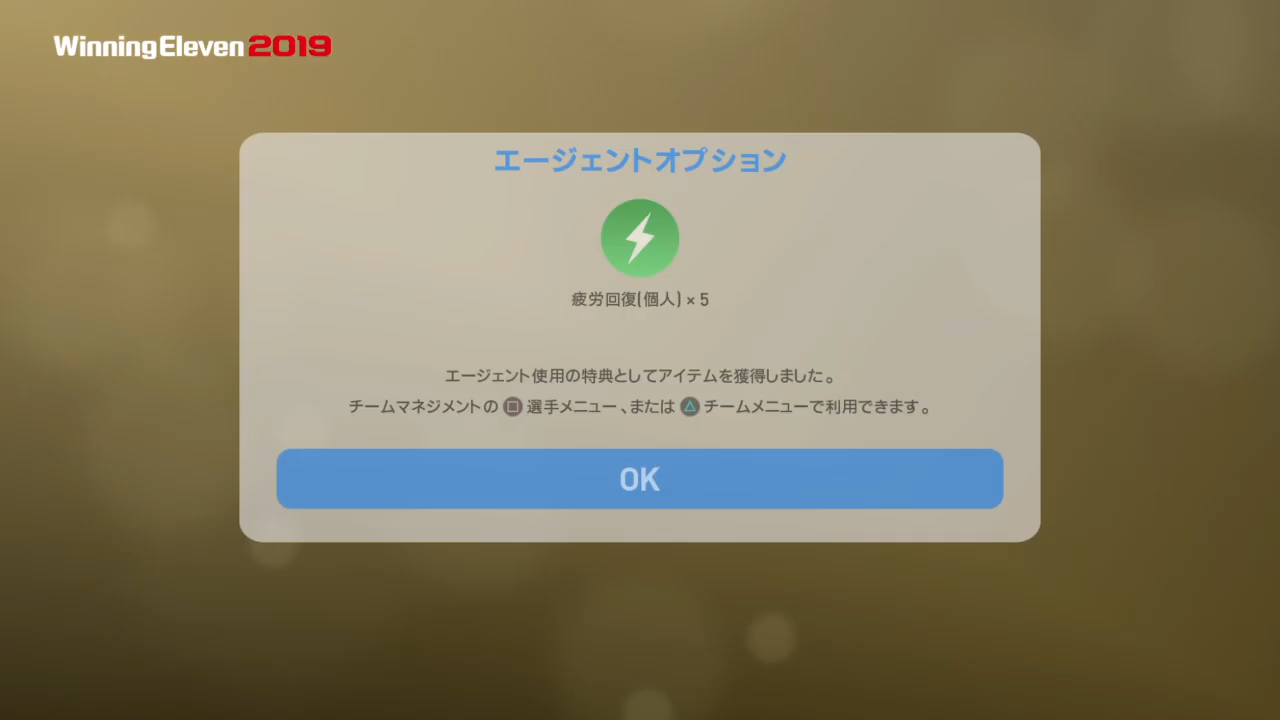 WinningEleven 2019
エージェントオプション
疲労回復(個人) × 5
エージェント使用の特典としてアイテムを獲得しました。
チームマネジメントの 選手メニュー、または チームメニューで利用できます。
OK